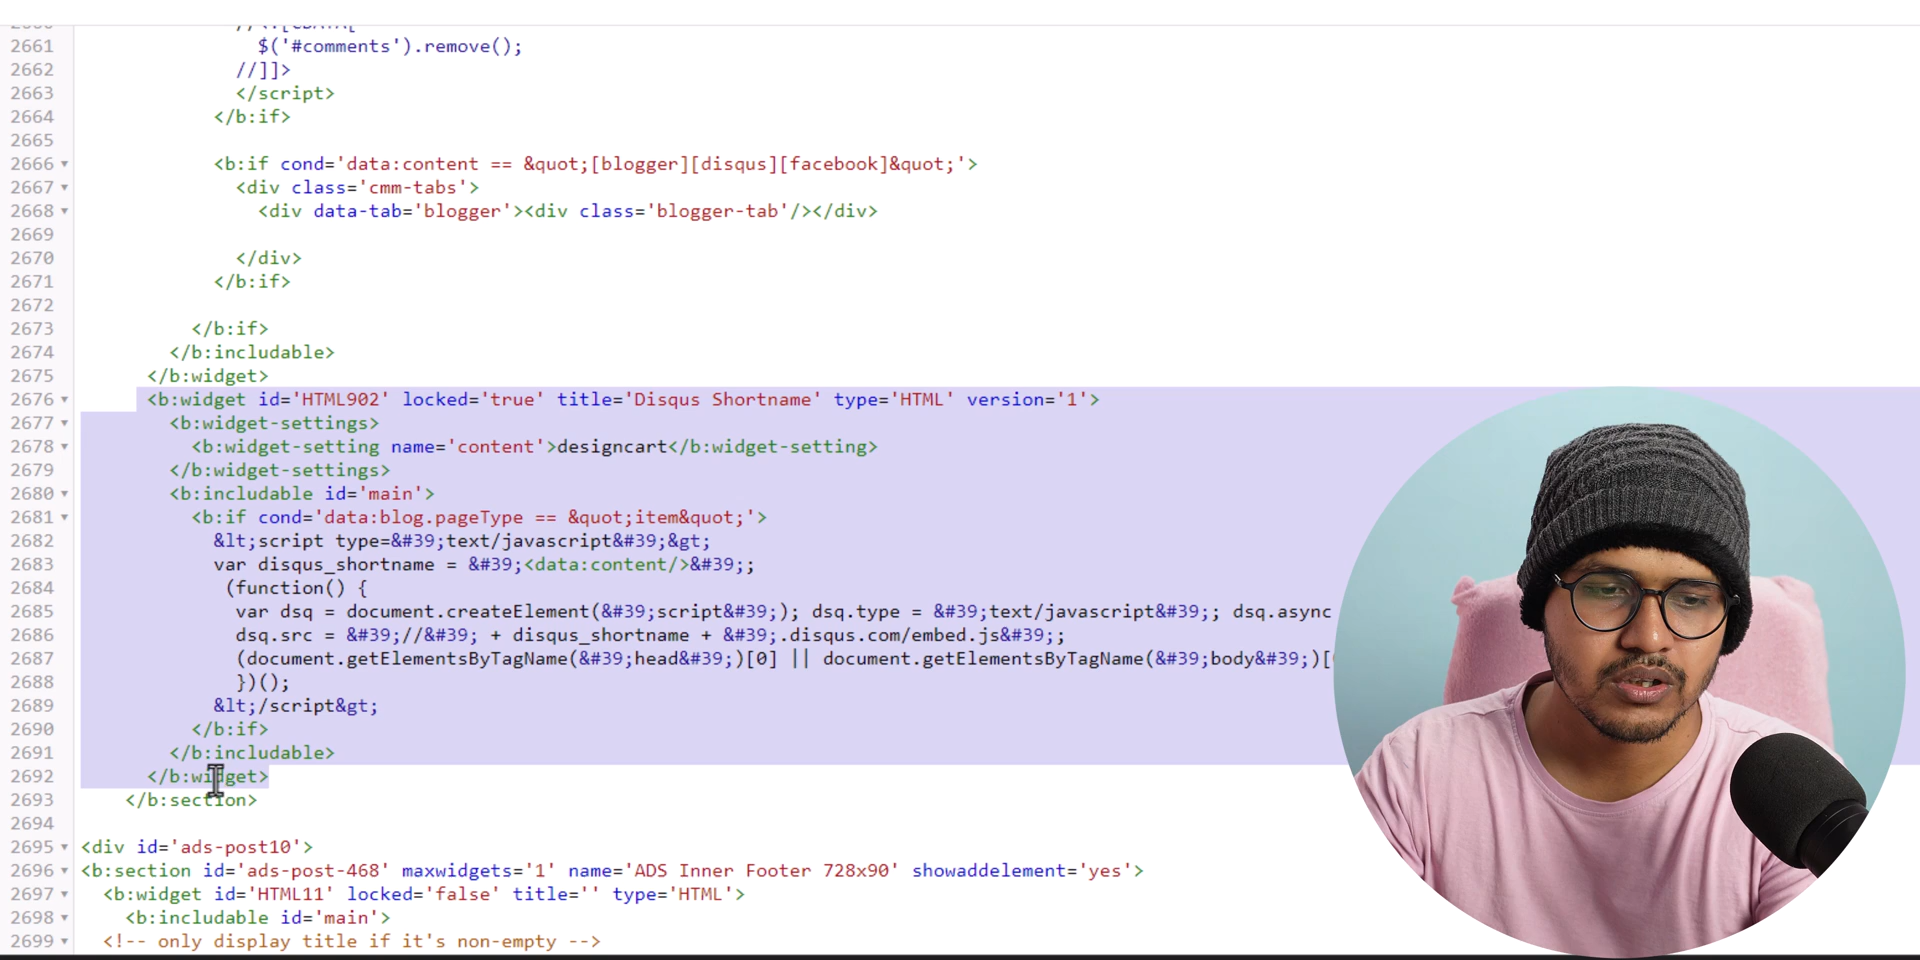 2661 $('#comments').remove();
2662 //]]>
2663 </script>
2664 </b:if>
2665
2666 <b:if cond='data:content == &quot;[blogger][disqus][facebook]&quot;'>
2667 <div class='cmm-tabs'>
2668 <div data-tab='blogger'><div class='blogger-tab'/></div>
2669
2670 </div>
2671 </b:if>
2672
2673 </b:if>
2674 </b:includable>
2675 </b:widget>
2676 <b:widget id='HTML902' locked='true' title='Disqus Shortname' type='HTML' version='1'>
2677 <b:widget-settings>
2678 <b:widget-setting name='content'>designcart</b:widget-setting>
2679 </b:widget-settings>
2680 <b:includable id='main'>
2681 <b:if cond='data:blog.pageType == &quot;item&quot;'>
2682 &lt;script type=&#39;text/javascript&#39;&gt;
2683 var disqus_shortname = &#39;<data:content/>&#39;;
2684 (function() {
2685 var dsq = document.createElement(&#39;script&#39;); dsq.type = &#39;text/javascript&#39;; dsq.async
2686 dsq.src = &#39;//&#39; + disqus_shortname + &#39;.disqus.com/embed.js&#39;;
2687 (document.getElementsByTagName(&#39;head&#39;)[0] || document.getElementsByTagName(&#39;body&#39;)[
2688 })();
2689 &lt;/script&gt;
2690 </b:if>
2691 </b:includable>
2692 </b:widget>
2693 </b:section>
2694
2695 <div id='ads-post10'>
2696 <b:section id='ads-post-468' maxwidgets='1' name='ADS Inner Footer 728x90' showaddelement='yes'>
2697 <b:widget id='HTML11' locked='false' title='' type='HTML'>
2698 <b:includable id='main'>
2699 <!-- only display title if it's non-empty -->